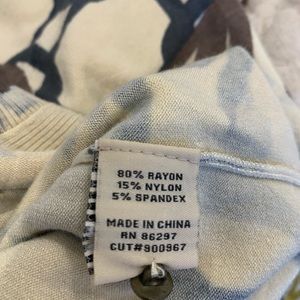 80% RAYON
15% NYLON
5% SPANDEX
MADE IN CHINA
RN 86297
CUT#900967